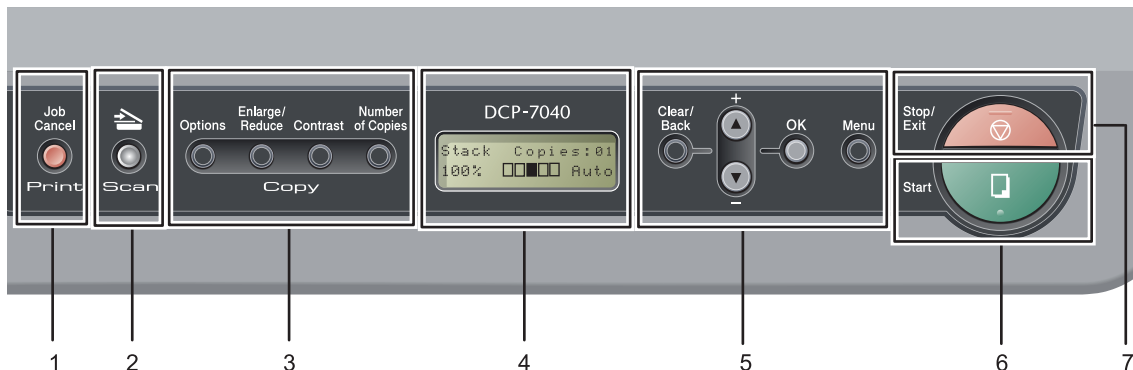 Job
Cancel
Print
Scan
Options
Enlarge/
Reduce
Contrast
Number
of Copies
Copy
DCP-7040
Stack Copies:01
100% Auto
Clear/
Back
+
-
OK
Menu
Stop/
Exit
Start
1 2 3 4 5 6 7